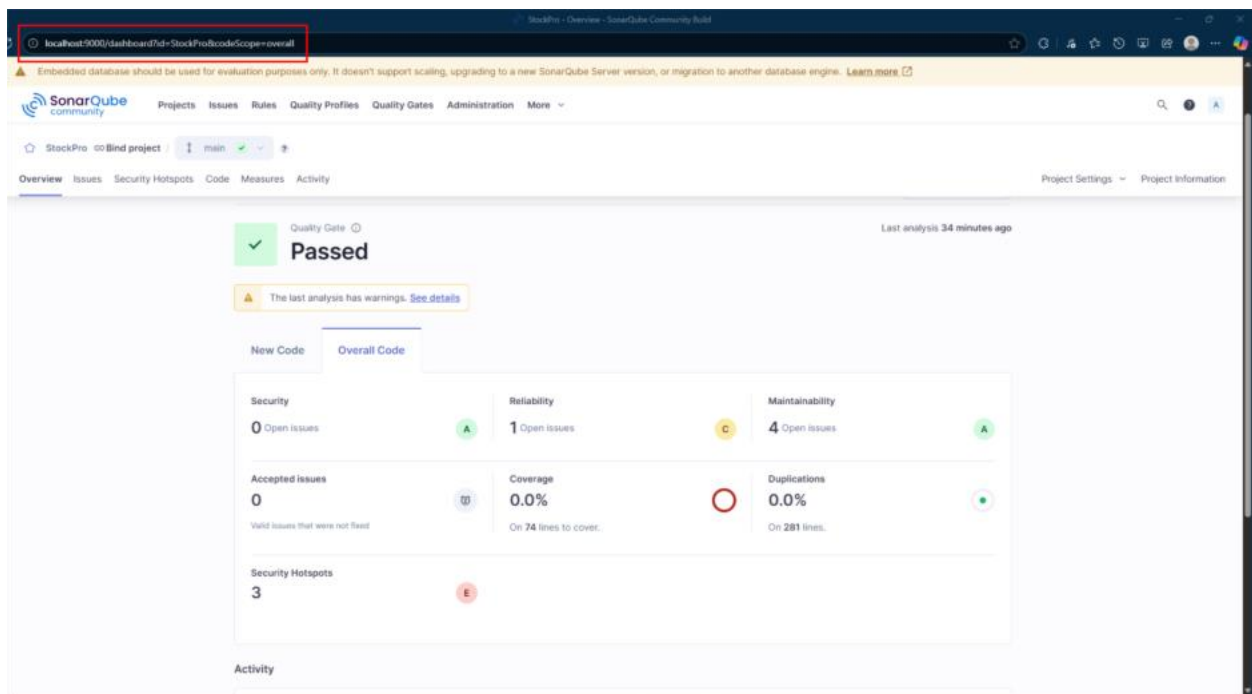 StockPro - Overview - SonarQube Community Build
localhost:9000/dashboard?id=StockPro&codeScope=overall
Embedded database should be used for evaluation purposes only. It doesn't support scaling, upgrading to a new SonarQube Server version, or migration to another database engine. Learn more
SonarQube community Projects Issues Rules Quality Profiles Quality Gates Administration More A
StockPro Bind project / main ?
Overview Issues Security Hotspots Code Measures Activity Project Settings Project Information
Quality Gate Last analysis 34 minutes ago
Passed
The last analysis has warnings. See details
New Code Overall Code
Security Reliability Maintainability
0 Open issues A 1 Open issues C 4 Open issues A
Accepted issues Coverage Duplications
0 0.0% 0.0%
Valid issues that were not fixed On 74 lines to cover. On 281 lines.
Security Hotspots
3 E
Activity